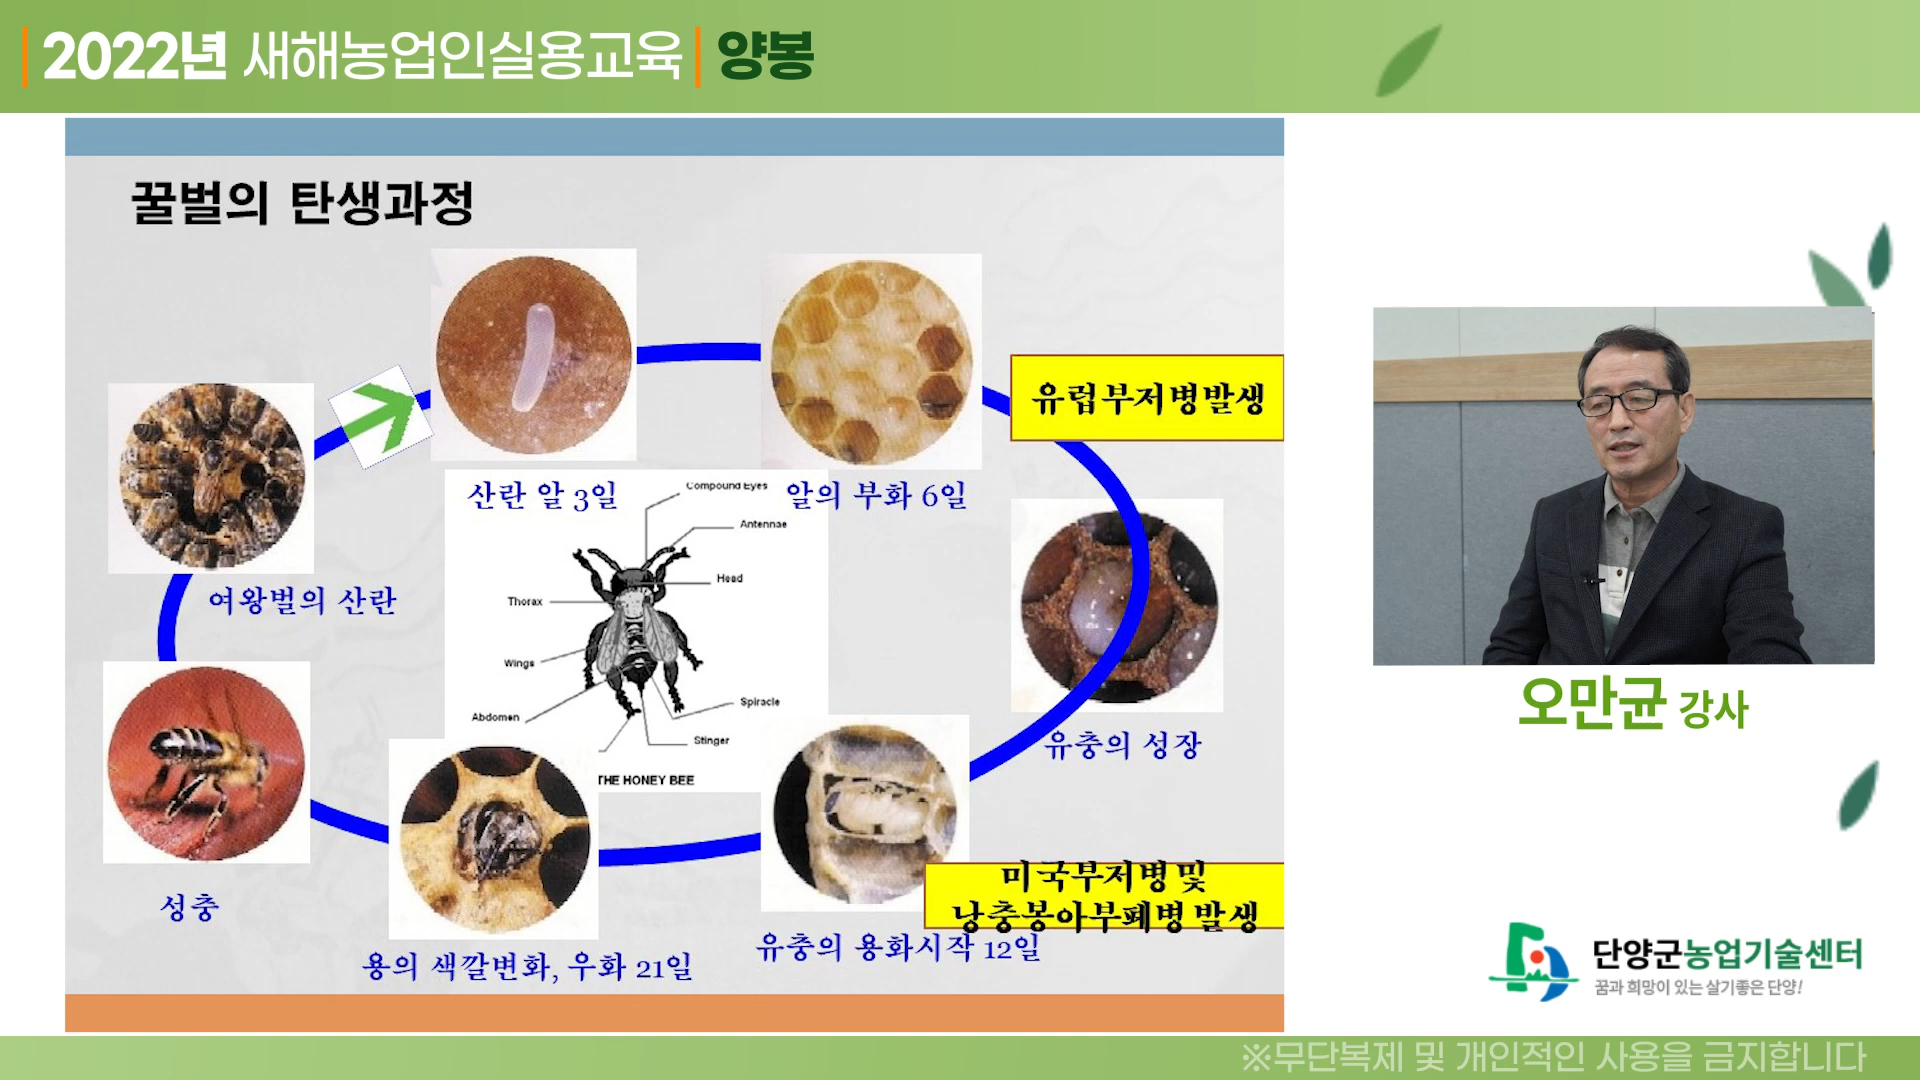 2022년 새해농업인실용교육 양봉
꿀벌의 탄생과정
유럽부저병발생
산란 알 3일
알의 부화 6일
Compound Eyes
Antennae
Head
Thorax
Wings
Abdomen
Spiracle
Stinger
THE HONEY BEE
여왕벌의 산란
유충의 성장
미국부저병 및
낭충봉아부패병 발생
유충의 용화시작 12일
성충
용의 색깔변화, 우화 21일
오만균 강사
단양군농업기술센터
꿈과 희망이 있는 살기좋은 단양!
※무단복제 및 개인적인 사용을 금지합니다